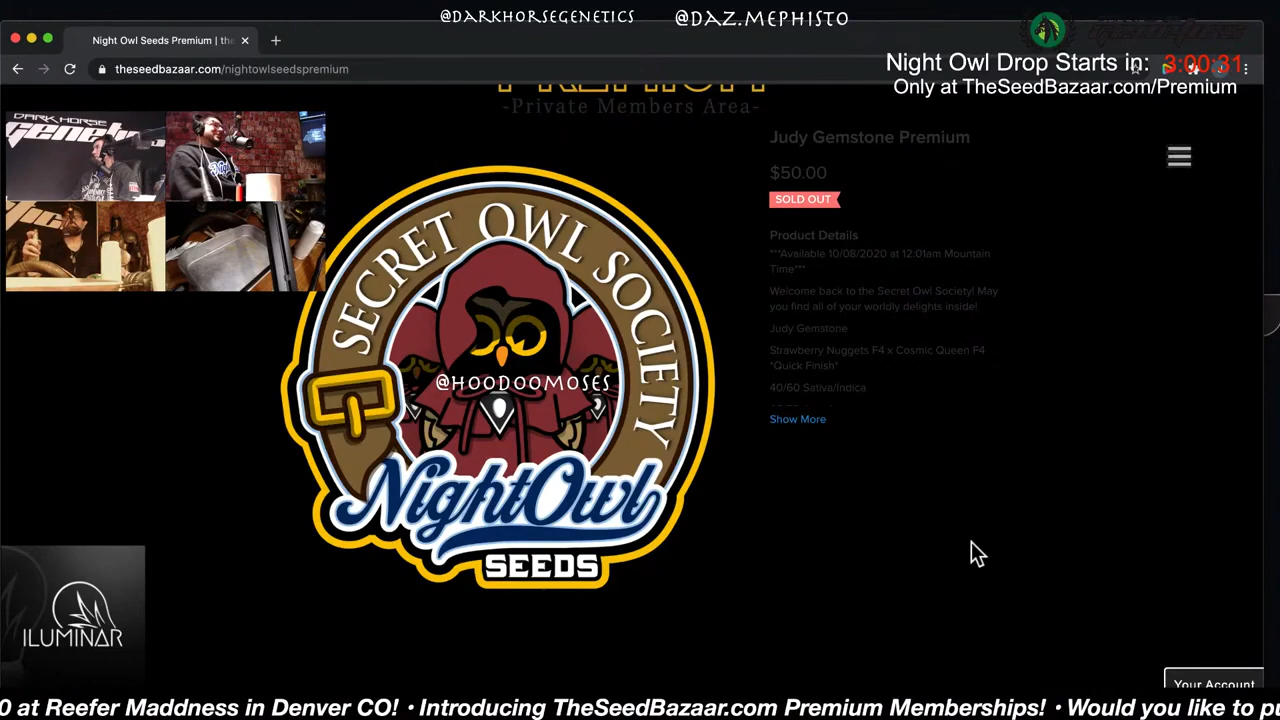 @DARKHORSEGENETICS
@DAZ.MEPHISTO
Night Owl Seeds Premium | the
theseedbazaar.com/nightowlseedspremium
Night Owl Drop Starts in: 3:00:31
Only at TheSeedBazaar.com/Premium
-Private Members Area-
DARK HORSE
Judy Gemstone Premium
$50.00
SOLD OUT
Product Details
***Available 10/08/2020 at 12:01am Mountain
Time***
Welcome back to the Secret Owl Society! May
you find all of your worldly delights inside!
Judy Gemstone
Strawberry Nuggets F4 x Cosmic Queen F4
*Quick Finish*
40/60 Sativa/Indica
Show More
SECRET OWL SOCIETY
@HOODOOMOSES
NightOwl
SEEDS
ILUMINAR
Your Account
0 at Reefer Maddness in Denver CO! • Introducing TheSeedBazaar.com Premium Memberships! • Would you like to pu